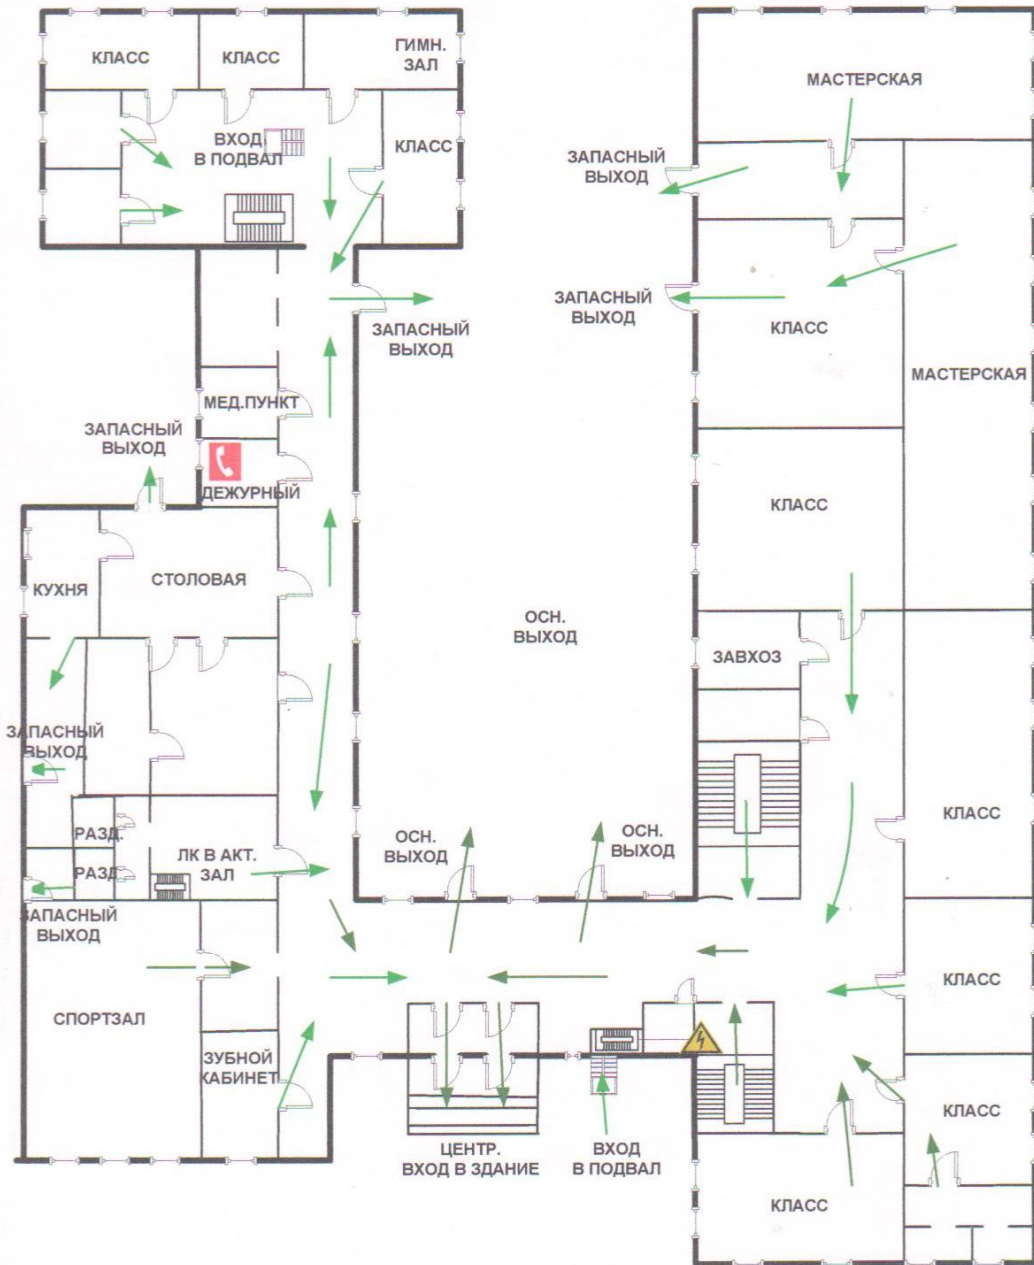 КЛАСС
КЛАСС
ГИМН.
ЗАЛ
МАСТЕРСКАЯ
ВХОД
В ПОДВАЛ
КЛАСС
ЗАПАСНЫЙ
ВЫХОД
ЗАПАСНЫЙ
ВЫХОД
ЗАПАСНЫЙ
ВЫХОД
КЛАСС
МАСТЕРСКАЯ
МЕД.ПУНКТ
ЗАПАСНЫЙ
ВЫХОД
ДЕЖУРНЫЙ
КЛАСС
КУХНЯ
СТОЛОВАЯ
ОСН.
ВЫХОД
ЗАВХОЗ
ЗАПАСНЫЙ
ВЫХОД
КЛАСС
РАЗД.
РАЗД
ЛК В АКТ.
ЗАЛ
ОСН.
ВЫХОД
ОСН.
ВЫХОД
ЗАПАСНЫЙ
ВЫХОД
КЛАСС
СПОРТЗАЛ
ЗУБНОЙ
КАБИНЕТ
КЛАСС
ЦЕНТР.
ВХОД В ЗДАНИЕ
ВХОД
В ПОДВАЛ
КЛАСС